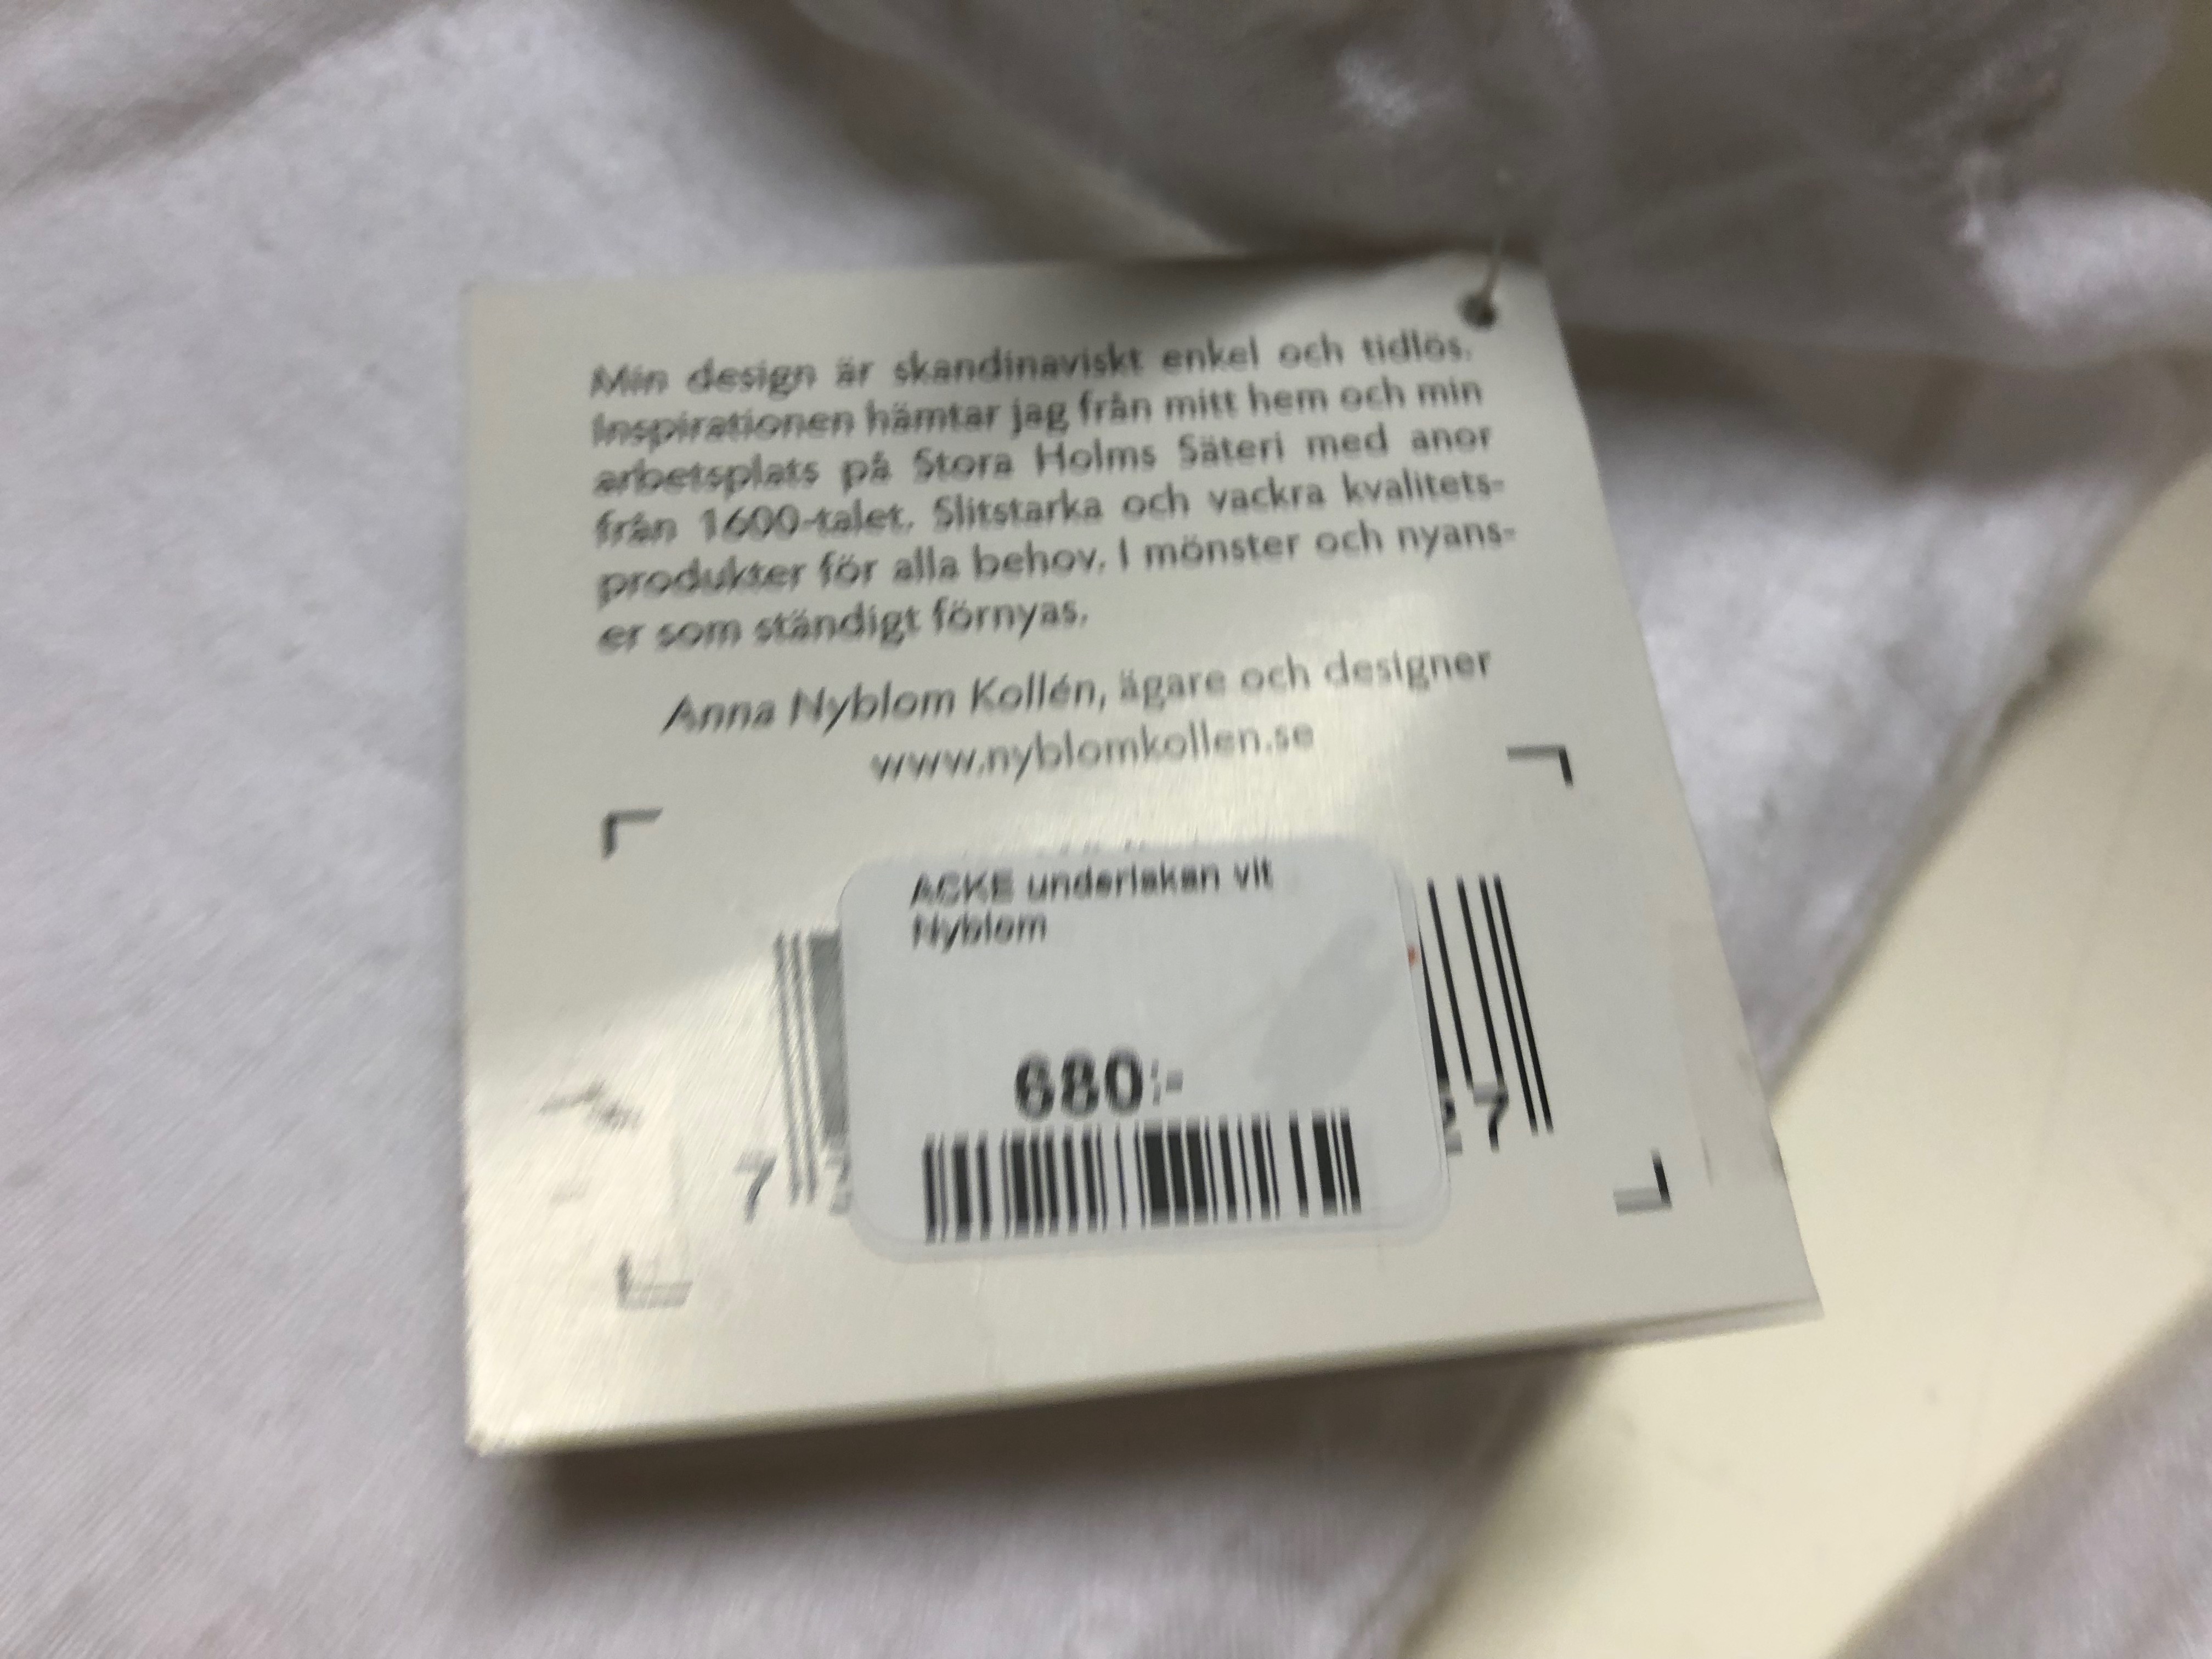 Min design är skandinaviskt enkel och tidlös.
Inspirationen hämtar jag från mitt hem och min
arbetsplats på Stora Holms Säteri med anor
från 1600-talet. Slitstarka och vackra kvalitets-
produkter för alla behov. I mönster och nyans-
er som ständigt förnyas.
Anna Nyblom Kollén, ägare och designer
www.nyblomkollen.se
ACKE underlakan vit
Nyblom
680:-
7
27